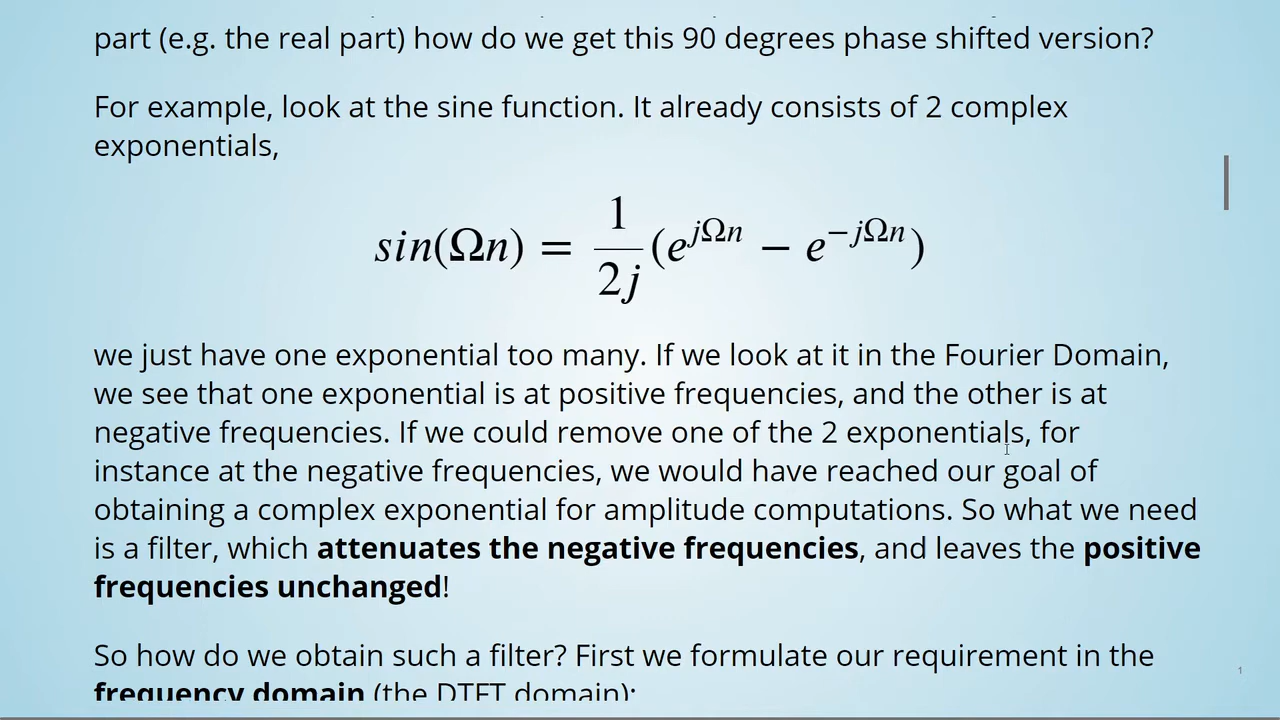 part (e.g. the real part) how do we get this 90 degrees phase shifted version?
For example, look at the sine function. It already consists of 2 complex
exponentials,
sin(Ωn) = 1/2j (e^{jΩn} − e^{−jΩn})
we just have one exponential too many. If we look at it in the Fourier Domain,
we see that one exponential is at positive frequencies, and the other is at
negative frequencies. If we could remove one of the 2 exponentials, for
instance at the negative frequencies, we would have reached our goal of
obtaining a complex exponential for amplitude computations. So what we need
is a filter, which attenuates the negative frequencies, and leaves the positive
frequencies unchanged!
So how do we obtain such a filter? First we formulate our requirement in the
frequency domain (the DTFT domain):
1